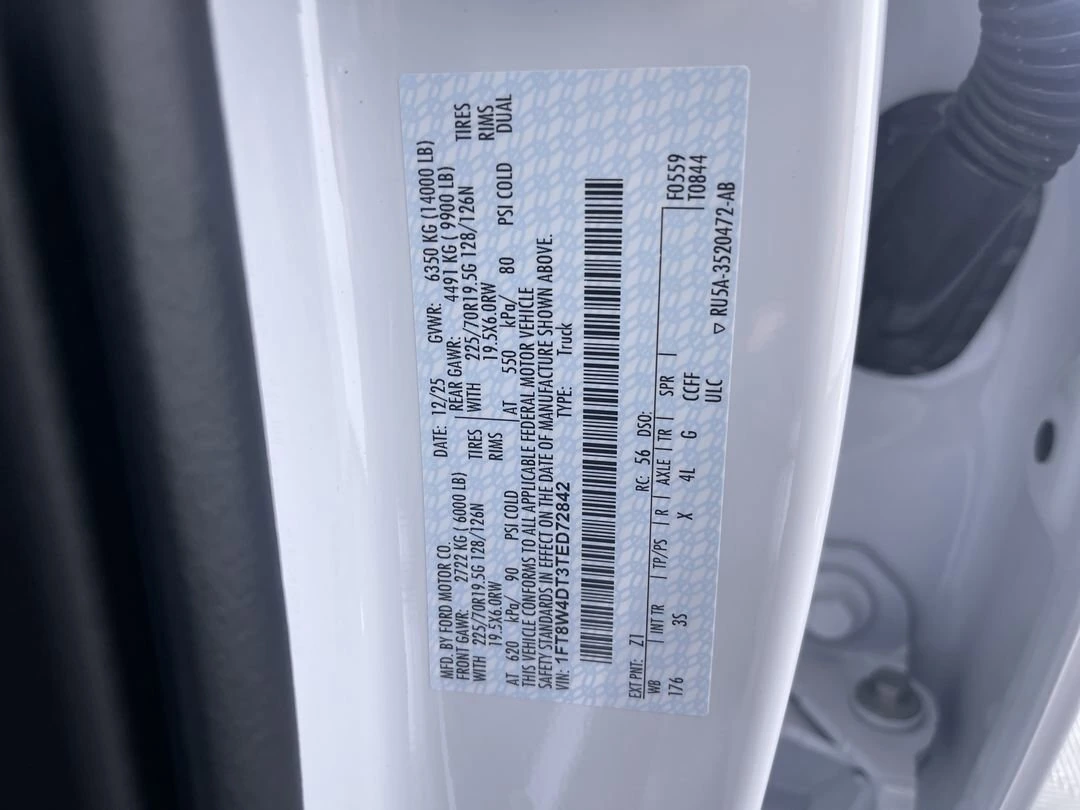 MFD. BY FORD MOTOR CO.
DATE: 12/25 GVWR: 6350 KG (14000 LB)
FRONT GAWR: 2722 KG ( 6000 LB) REAR GAWR: 4491 KG ( 9900 LB)
WITH 225/70R19.5G 128/126N TIRES WITH 225/70R19.5G 128/126N TIRES
19.5X6.0RW RIMS 19.5X6.0RW RIMS
AT 620 kPa/ 90 PSI COLD AT 550 kPa/ 80 PSI COLD DUAL
THIS VEHICLE CONFORMS TO ALL APPLICABLE FEDERAL MOTOR VEHICLE
SAFETY STANDARDS IN EFFECT ON THE DATE OF MANUFACTURE SHOWN ABOVE.
VIN: 1FT8W4DT3TED72842 TYPE: Truck
EXT PNT: Z1 RC: 56 DSO: F0559
WB INT TR TP/PS R AXLE TR SPR T0844
176 3S X 4L G CCFF
ULC ▽ RU5A-3520472-AB